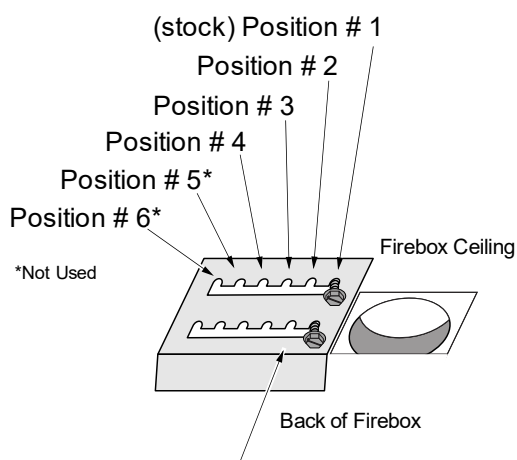 (stock) Position # 1
Position # 2
Position # 3
Position # 4
Position # 5*
Position # 6*
Firebox Ceiling
*Not Used
Back of Firebox